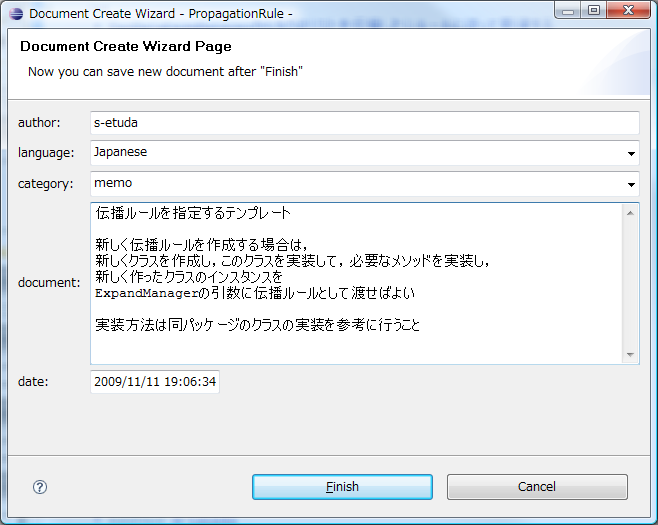 Document Create Wizard - PropagationRule -
Document Create Wizard Page
Now you can save new document after "Finish"
author: s-etuda
language: Japanese
category: memo
document:
伝播ルールを指定するテンプレート
新しく伝播ルールを作成する場合は，
新しくクラスを作成し，このクラスを実装して，必要なメソッドを実装し，
新しく作ったクラスのインスタンスを
ExpandManagerの引数に伝播ルールとして渡せばよい
実装方法は同パッケージのクラスの実装を参考に行うこと
date: 2009/11/11 19:06:34
Finish
Cancel